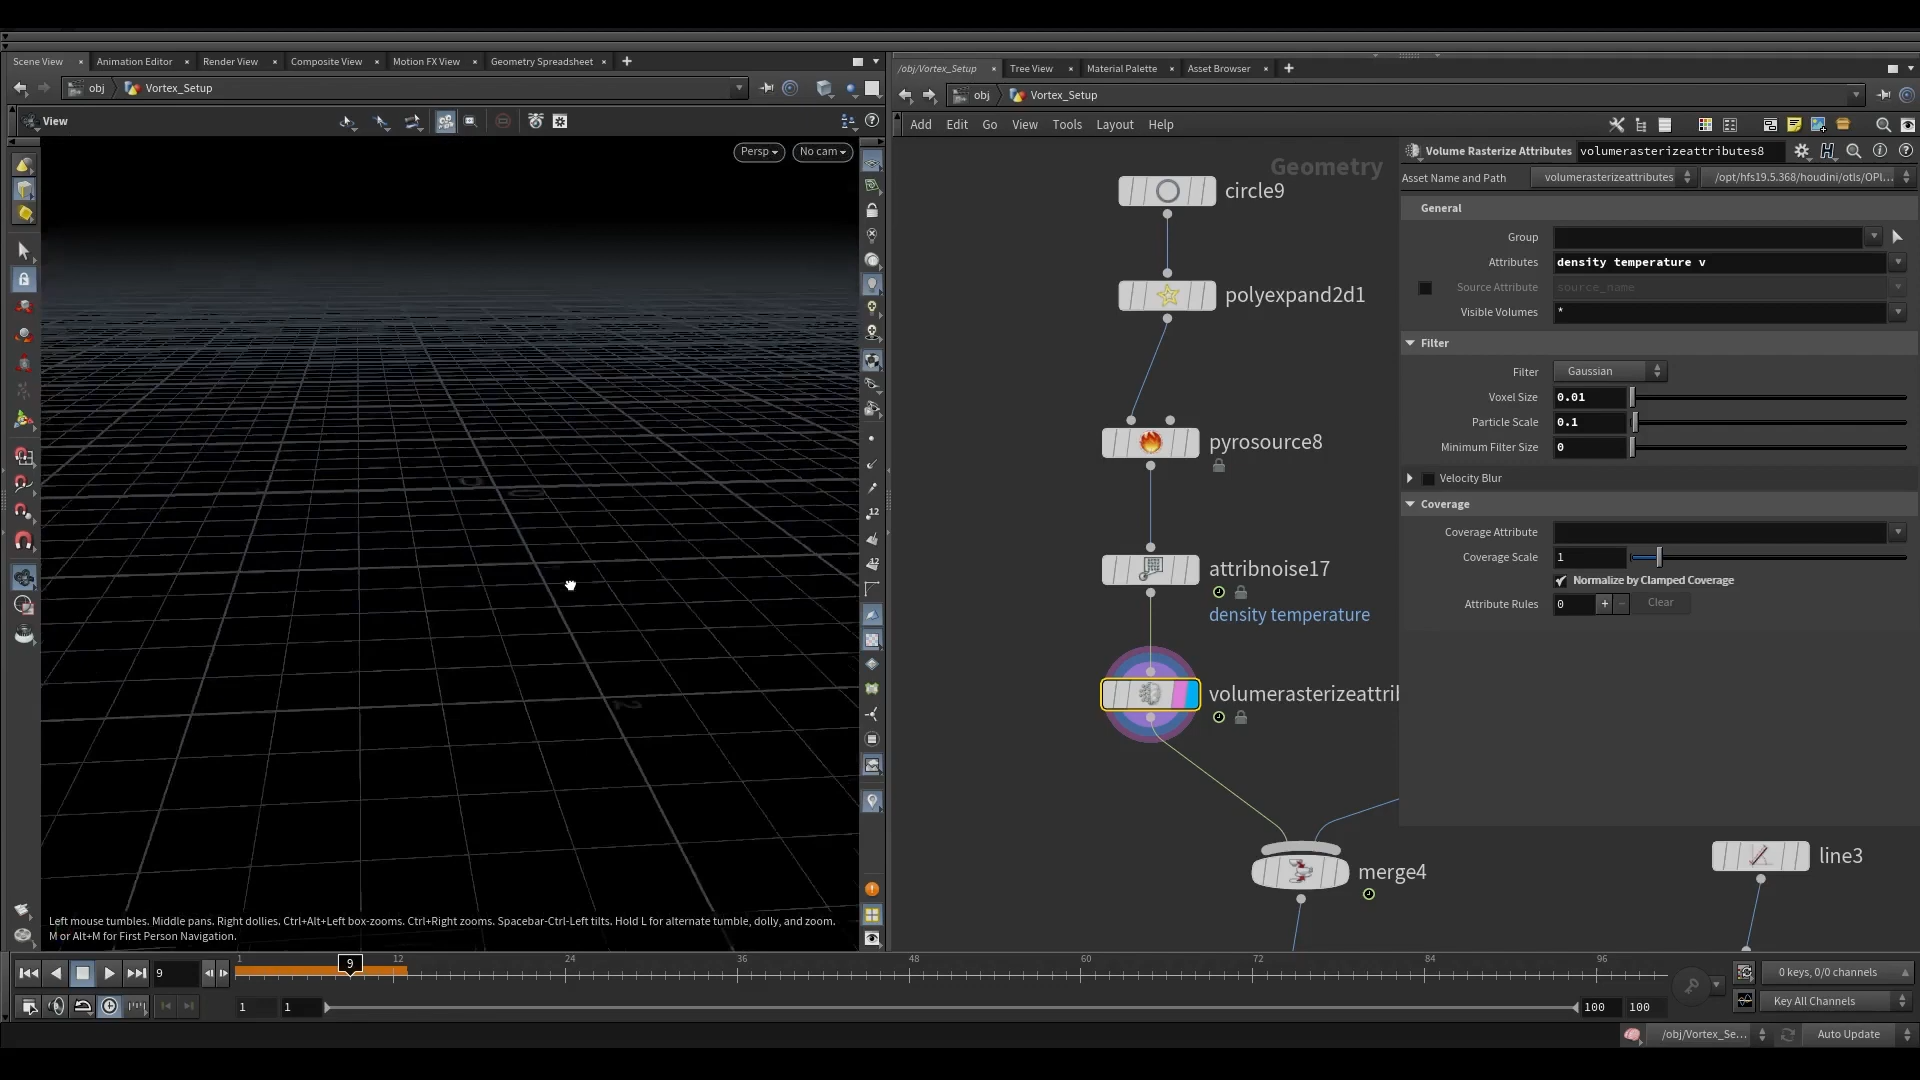 Scene View
Animation Editor
Render View
Composite View
Motion FX View
Geometry Spreadsheet
obj
Vortex_Setup
View
Persp
No cam
Left mouse tumbles. Middle pans. Right dollies. Ctrl+Alt+Left box-zooms. Ctrl+Right zooms. Spacebar-Ctrl-Left tilts. Hold L for alternate tumble, dolly, and zoom.
M or Alt+M for First Person Navigation.
/obj/Vortex_Setup
Tree View
Material Palette
Asset Browser
obj
Vortex_Setup
Add
Edit
Go
View
Tools
Layout
Help
Geometry
circle9
polyexpand2d1
pyrosource8
attribnoise17
density temperature
volumerasterizeattrib
merge4
line3
Volume Rasterize Attributes
volumerasterizeattributes8
Asset Name and Path
volumerasterizeattributes
/opt/hfs19.5.368/houdini/otls/OPl...
General
Group
Attributes
density temperature v
Source Attribute
source_name
Visible Volumes
*
Filter
Filter
Gaussian
Voxel Size
0.01
Particle Scale
0.1
Minimum Filter Size
0
Velocity Blur
Coverage
Coverage Attribute
Coverage Scale
1
Normalize by Clamped Coverage
Attribute Rules
0
+
-
Clear
12
12
9
1
9
12
24
36
48
60
72
84
96
1
1
100
100
0 keys, 0/0 channels
Key All Channels
/obj/Vortex_Se...
Auto Update